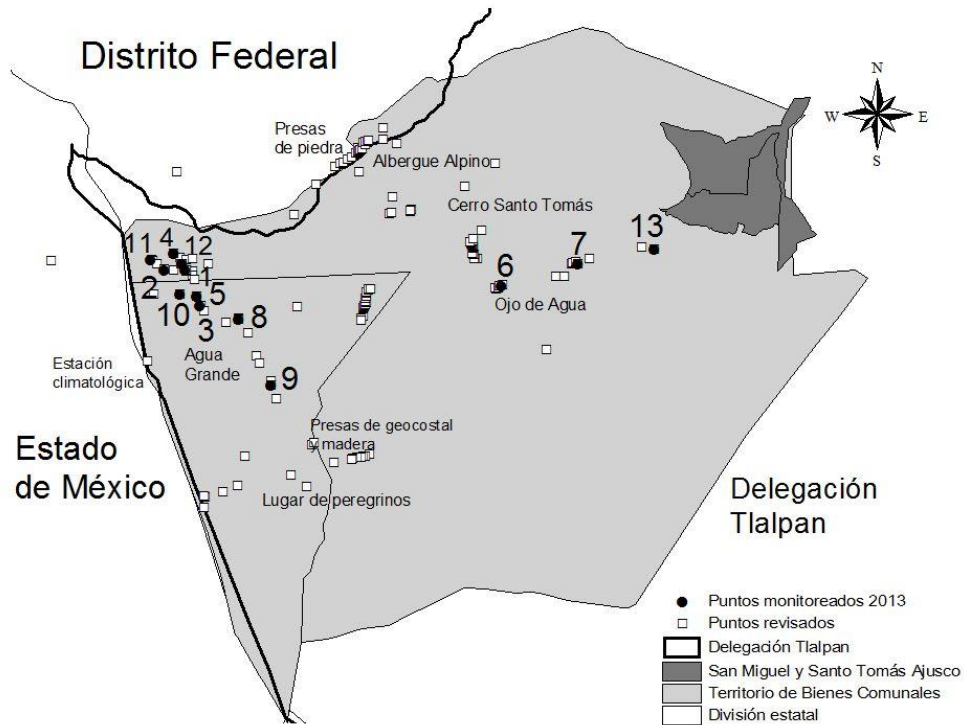 Distrito Federal
N
W E
S
Presas
de piedra
Albergue Alpino
Cerro Santo Tomás
11 4 12
13
7
6
2 1
Ojo de Agua
10 5
3 8
Agua
Grande
Estación
climatológica
9
Presas de geocostal
y madera
Estado
de México
Lugar de peregrinos
Delegación
Tlalpan
Puntos monitoreados 2013
Puntos revisados
Delegación Tlalpan
San Miguel y Santo Tomás Ajusco
Territorio de Bienes Comunales
División estatal